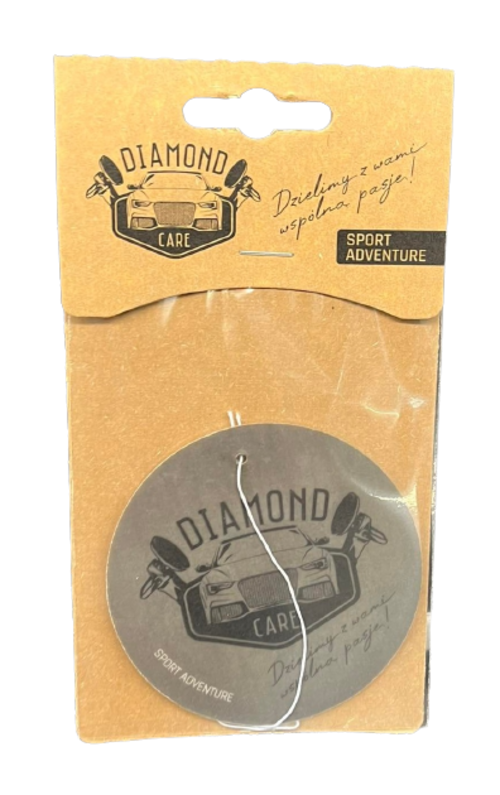 DIAMOND
CARE
Dzielimy z wami
wspólną pasję!
SPORT
ADVENTURE
DIAMOND
CARE
Dzielimy z wami
wspólną pasję!
SPORT ADVENTURE